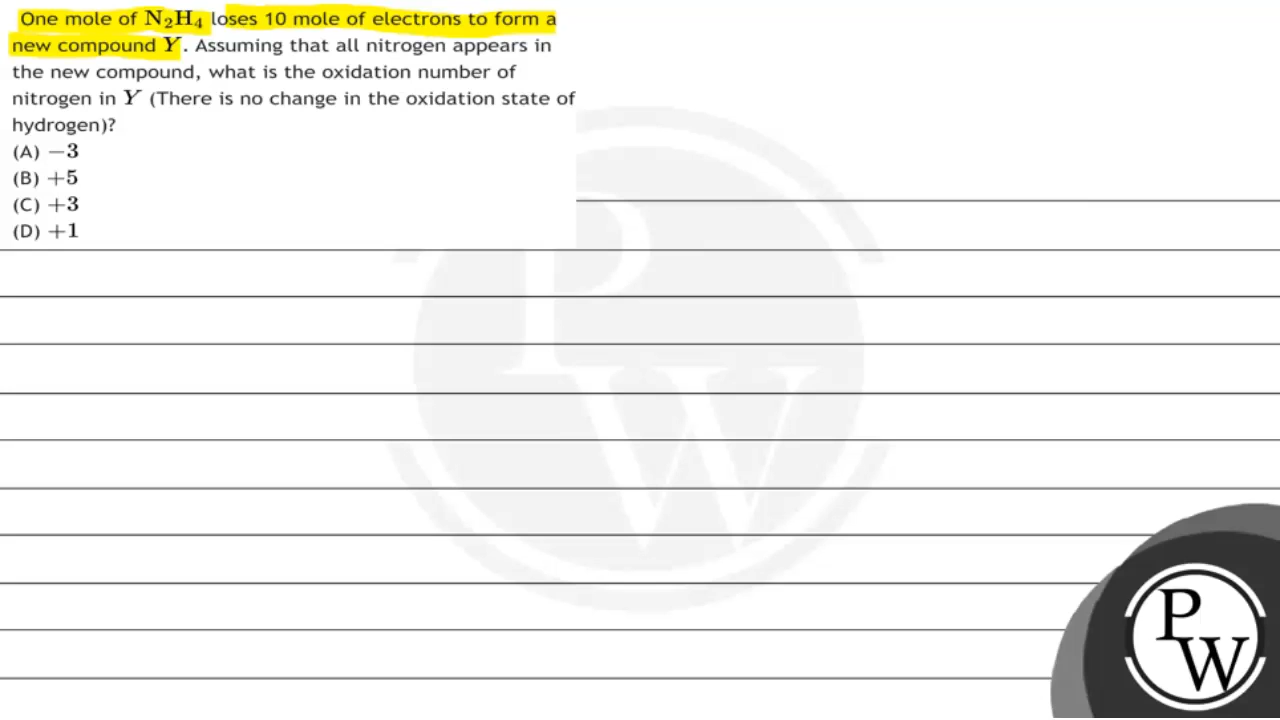 One mole of N₂H₄ loses 10 mole of electrons to form a
new compound Y. Assuming that all nitrogen appears in
the new compound, what is the oxidation number of
nitrogen in Y (There is no change in the oxidation state of
hydrogen)?
(A) −3
(B) +5
(C) +3
(D) +1
P
W
P
W